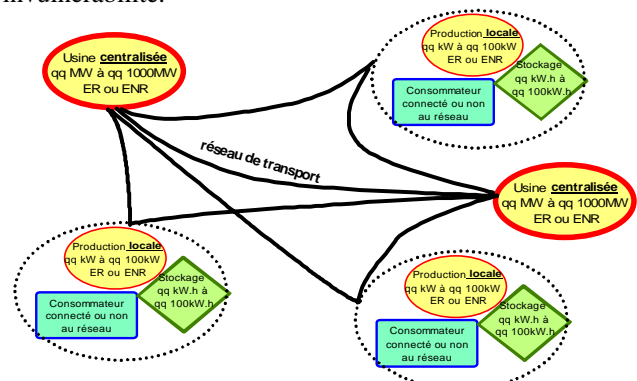 invulnérabilité.
Usine centralisée
qq MW à qq 1000MW
ER ou ENR
Production locale
qq kW à qq 100kW
ER ou ENR
Stockage
qq kW.h à
qq 100kW.h
Consommateur
connecté ou non
au réseau
réseau de transport
Usine centralisée
qq MW à qq 1000MW
ER ou ENR
Production locale
qq kW à qq 100kW
ER ou ENR
Stockage
qq kW.h à
qq 100kW.h
Consommateur
connecté ou non
au réseau
Production locale
qq kW à qq 100kW
ER ou ENR
Stockage
qq kW.h à
qq 100kW.h
Consommateur
connecté ou non
au réseau